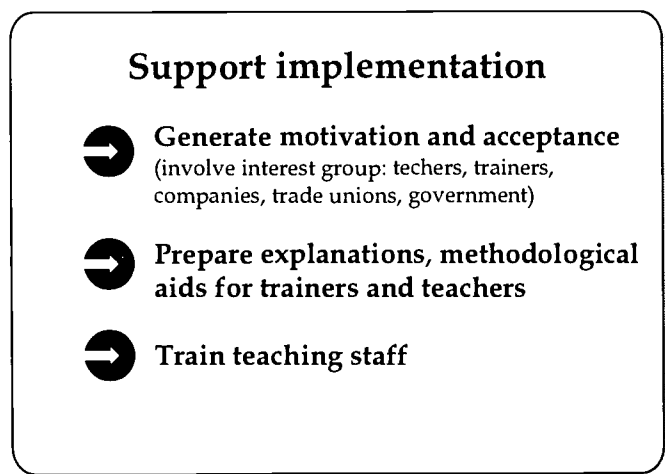 Support implementation
Generate motivation and acceptance
(involve interest group: techers, trainers,
companies, trade unions, government)
Prepare explanations, methodological
aids for trainers and teachers
Train teaching staff